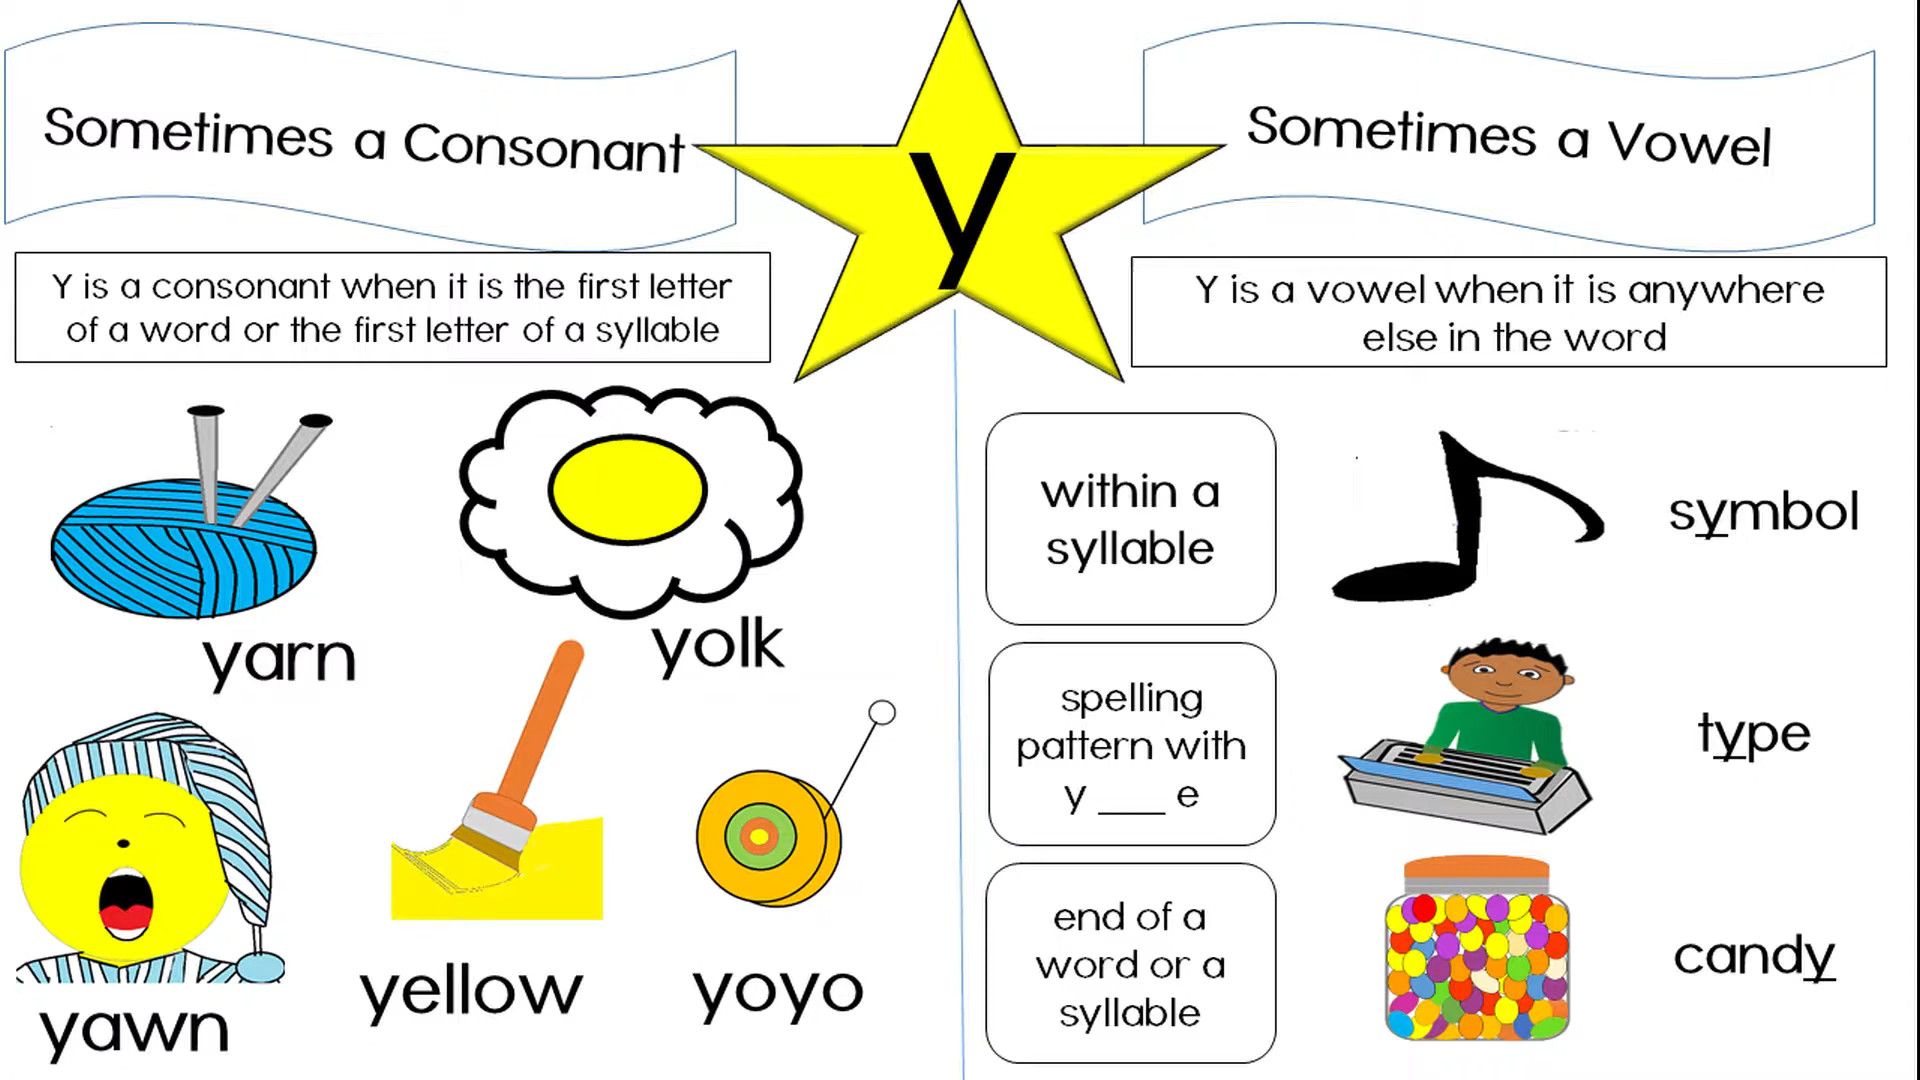 Sometimes a Consonant
y
Sometimes a Vowel
Y is a consonant when it is the first letter
of a word or the first letter of a syllable
Y is a vowel when it is anywhere
else in the word
yarn
yolk
yawn
yellow
yoyo
within a
syllable
symbol
spelling
pattern with
y ___ e
type
end of a
word or a
syllable
candy